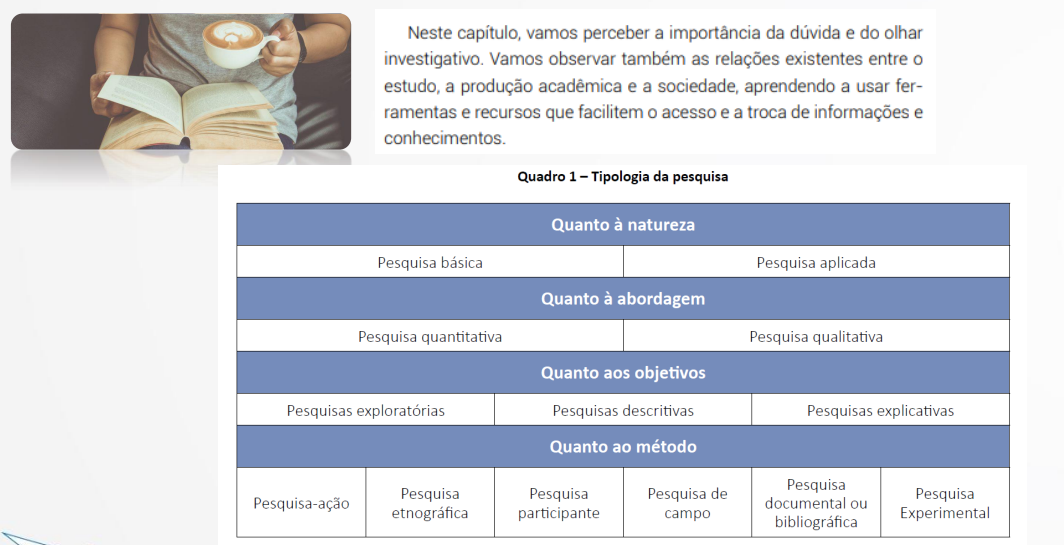 Neste capítulo, vamos perceber a importância da dúvida e do olhar
investigativo. Vamos observar também as relações existentes entre o
estudo, a produção acadêmica e a sociedade, aprendendo a usar fer-
ramentas e recursos que facilitem o acesso e a troca de informações e
conhecimentos.
Quadro 1 – Tipologia da pesquisa
Quanto à natureza
Pesquisa básica
Pesquisa aplicada
Quanto à abordagem
Pesquisa quantitativa
Pesquisa qualitativa
Quanto aos objetivos
Pesquisas exploratórias
Pesquisas descritivas
Pesquisas explicativas
Quanto ao método
Pesquisa-ação
Pesquisa
etnográfica
Pesquisa
participante
Pesquisa de
campo
Pesquisa
documental ou
bibliográfica
Pesquisa
Experimental